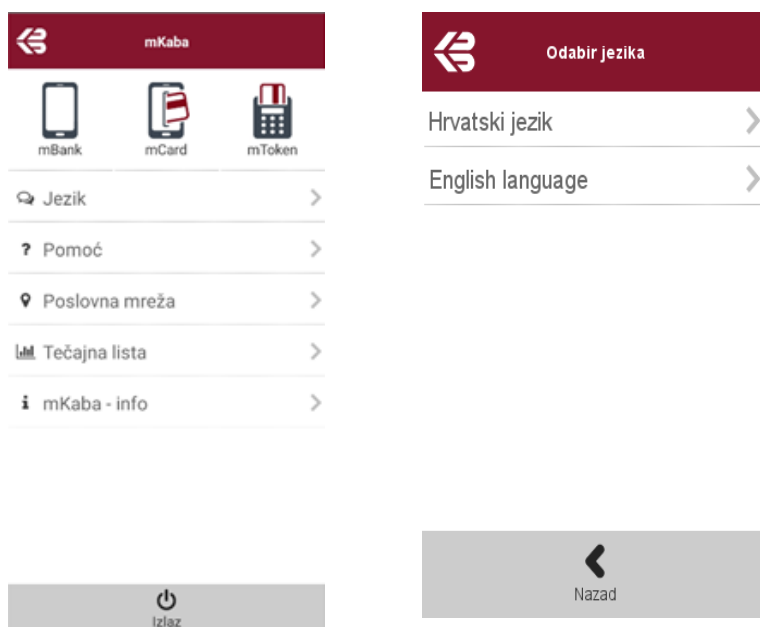 mKaba
mBank mCard mToken
Jezik
? Pomoć
Poslovna mreža
Tečajna lista
i mKaba - info
Izlaz
Odabir jezika
Hrvatski jezik
English language
Nazad